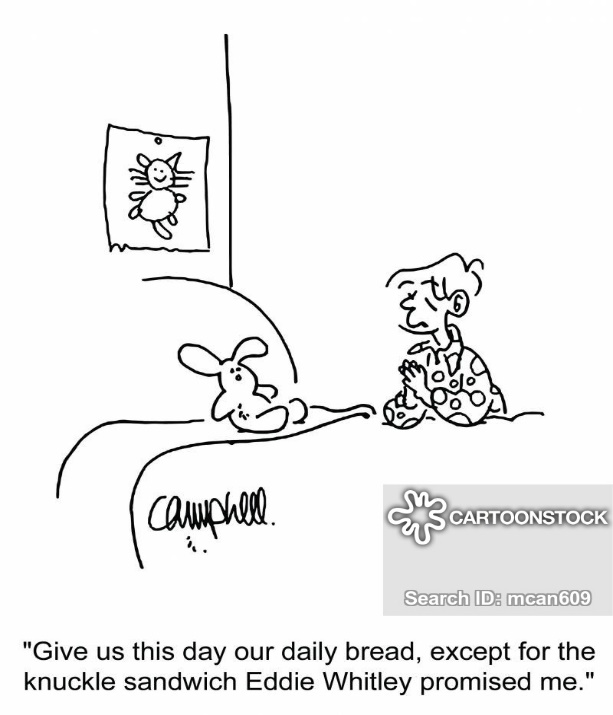 Campbell.
CARTOONSTOCK
Search ID: mcan609
"Give us this day our daily bread, except for the
knuckle sandwich Eddie Whitley promised me."